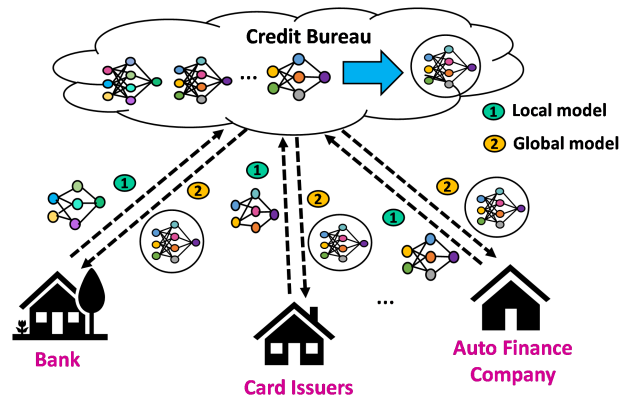 Credit Bureau
...
1 Local model
2 Global model
1
2
1
2
2
1
...
Bank
Card Issuers
Auto Finance
Company